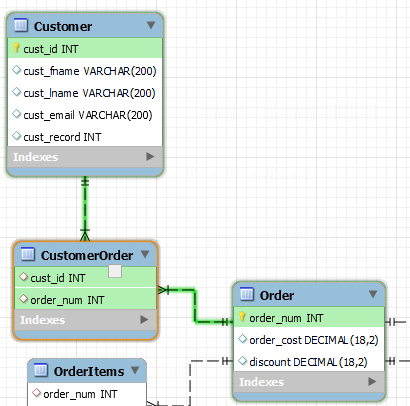 Customer
cust_id INT
cust_fname VARCHAR(200)
cust_lname VARCHAR(200)
cust_email VARCHAR(200)
cust_record INT
Indexes
CustomerOrder
cust_id INT
order_num INT
Indexes
Order
order_num INT
order_cost DECIMAL(18,2)
discount DECIMAL(18,2)
Indexes
OrderItems
order_num INT